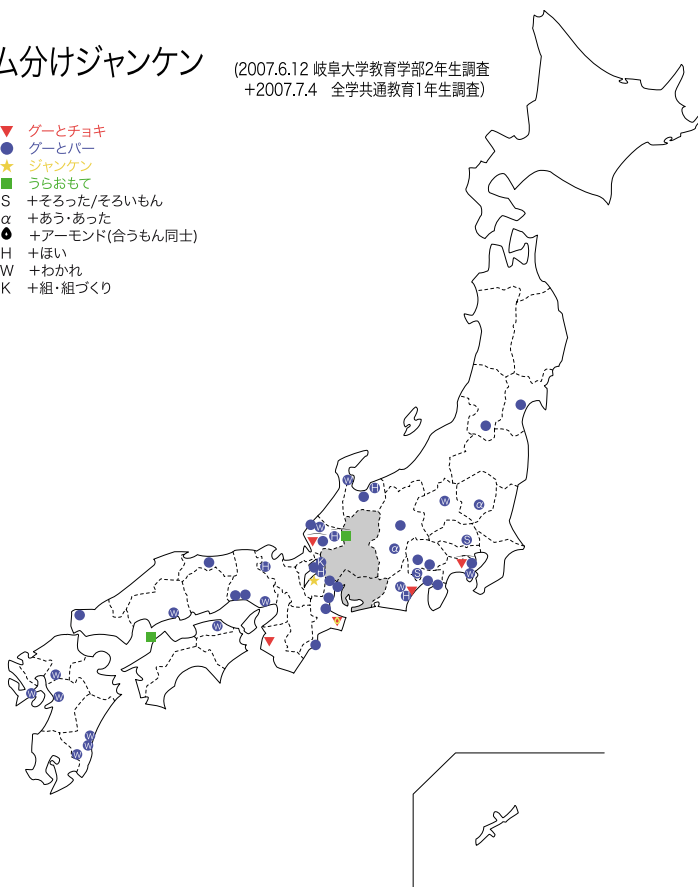 ム分けジャンケン
(2007.6.12 岐阜大学教育学部2年生調査
+2007.7.4 全学共通教育1年生調査)
グーとチョキ
グーとパー
ジャンケン
うらおもて
S +そろった/そろいもん
α +あう・あった
+アーモンド(合うもん同士)
H +ほい
W +わかれ
K +組・組づくり
W
H
W
α
W
H
S
α
H
K
H
S
W
W
H
W
W
W
W
W
W
W
W
W